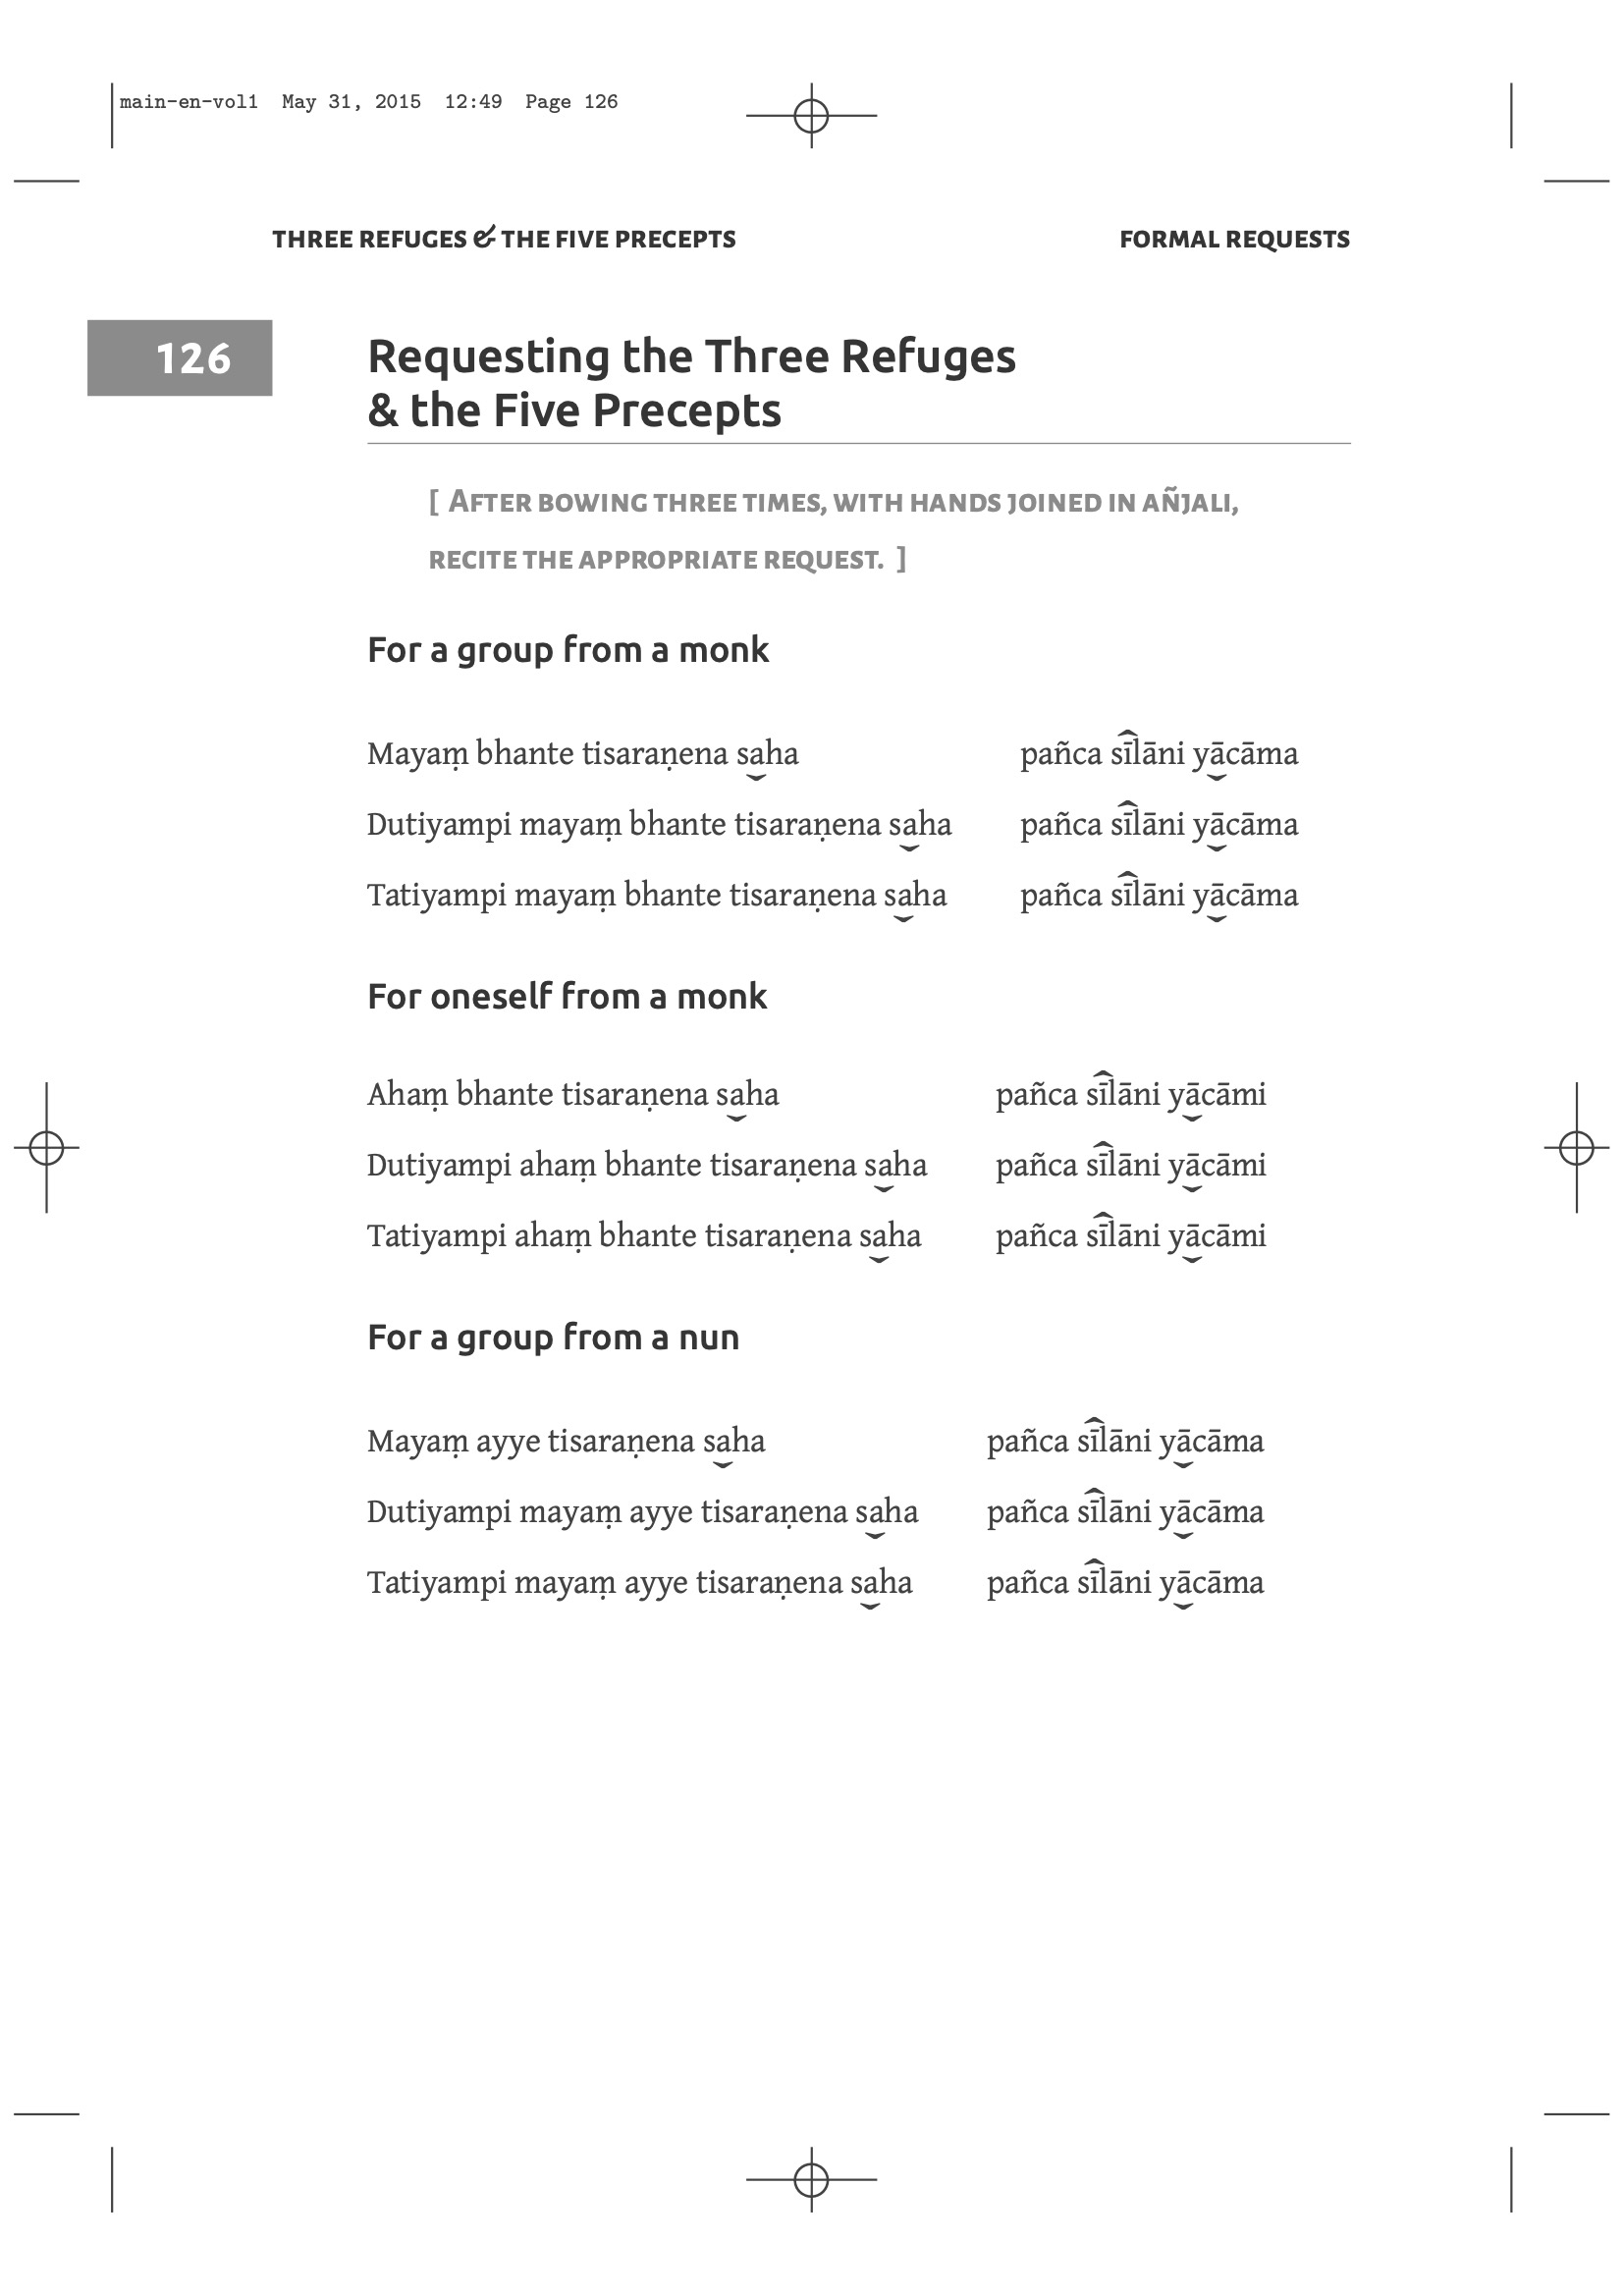 main-en-vol1 May 31, 2015 12:49 Page 126
THREE REFUGES & THE FIVE PRECEPTS FORMAL REQUESTS
126
Requesting the Three Refuges
& the Five Precepts
[ After bowing three times, with hands joined in añjali,
recite the appropriate request. ]
For a group from a monk
Mayaṃ bhante tisaraṇena saha pañca sīlāni yācāma
Dutiyampi mayaṃ bhante tisaraṇena saha pañca sīlāni yācāma
Tatiyampi mayaṃ bhante tisaraṇena saha pañca sīlāni yācāma
For oneself from a monk
Ahaṃ bhante tisaraṇena saha pañca sīlāni yācāmi
Dutiyampi ahaṃ bhante tisaraṇena saha pañca sīlāni yācāmi
Tatiyampi ahaṃ bhante tisaraṇena saha pañca sīlāni yācāmi
For a group from a nun
Mayaṃ ayye tisaraṇena saha pañca sīlāni yācāma
Dutiyampi mayaṃ ayye tisaraṇena saha pañca sīlāni yācāma
Tatiyampi mayaṃ ayye tisaraṇena saha pañca sīlāni yācāma